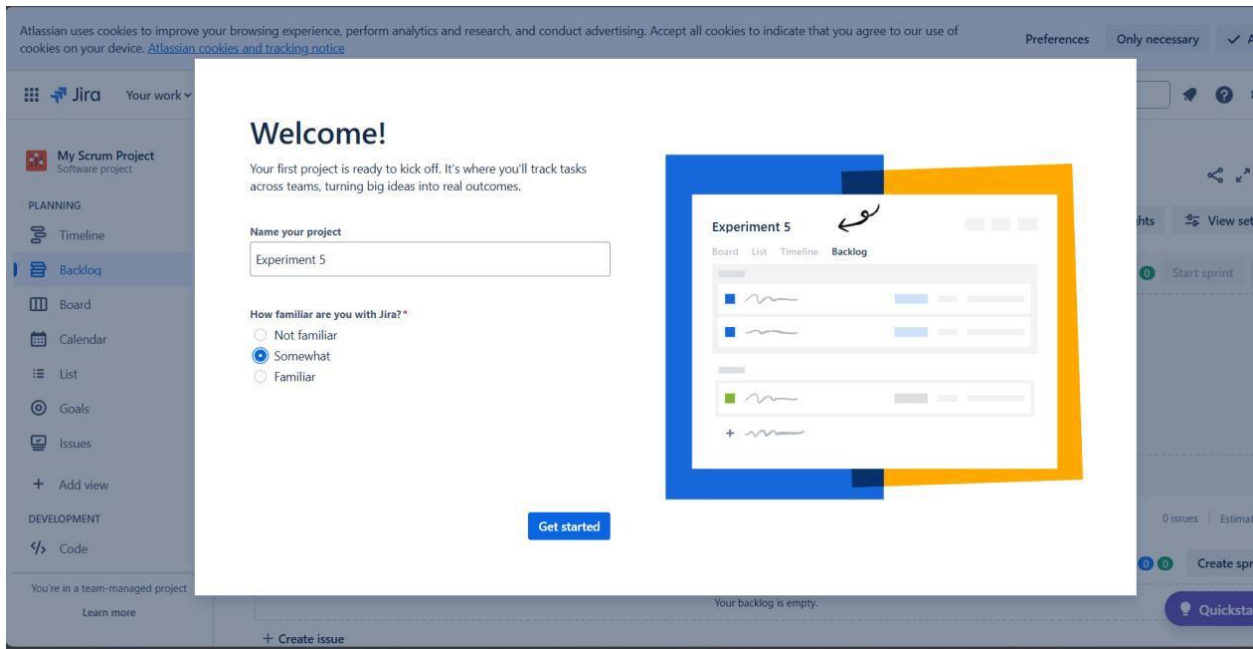 Atlassian uses cookies to improve your browsing experience, perform analytics and research, and conduct advertising. Accept all cookies to indicate that you agree to our use of
cookies on your device. Atlassian cookies and tracking notice
Preferences
Only necessary
Jira
Your work
My Scrum Project
Software project
PLANNING
Timeline
Backlog
Board
Calendar
List
Goals
Issues
Add view
DEVELOPMENT
Code
You're in a team-managed project
Learn more
Welcome!
Your first project is ready to kick off. It's where you'll track tasks
across teams, turning big ideas into real outcomes.
Name your project
Experiment 5
How familiar are you with Jira?*
Not familiar
Somewhat
Familiar
Get started
Experiment 5
Board List Timeline Backlog
View set
0 Start sprint
0 issues Estimat
0 0 Create spr
Your backlog is empty.
Quicksta
+ Create issue